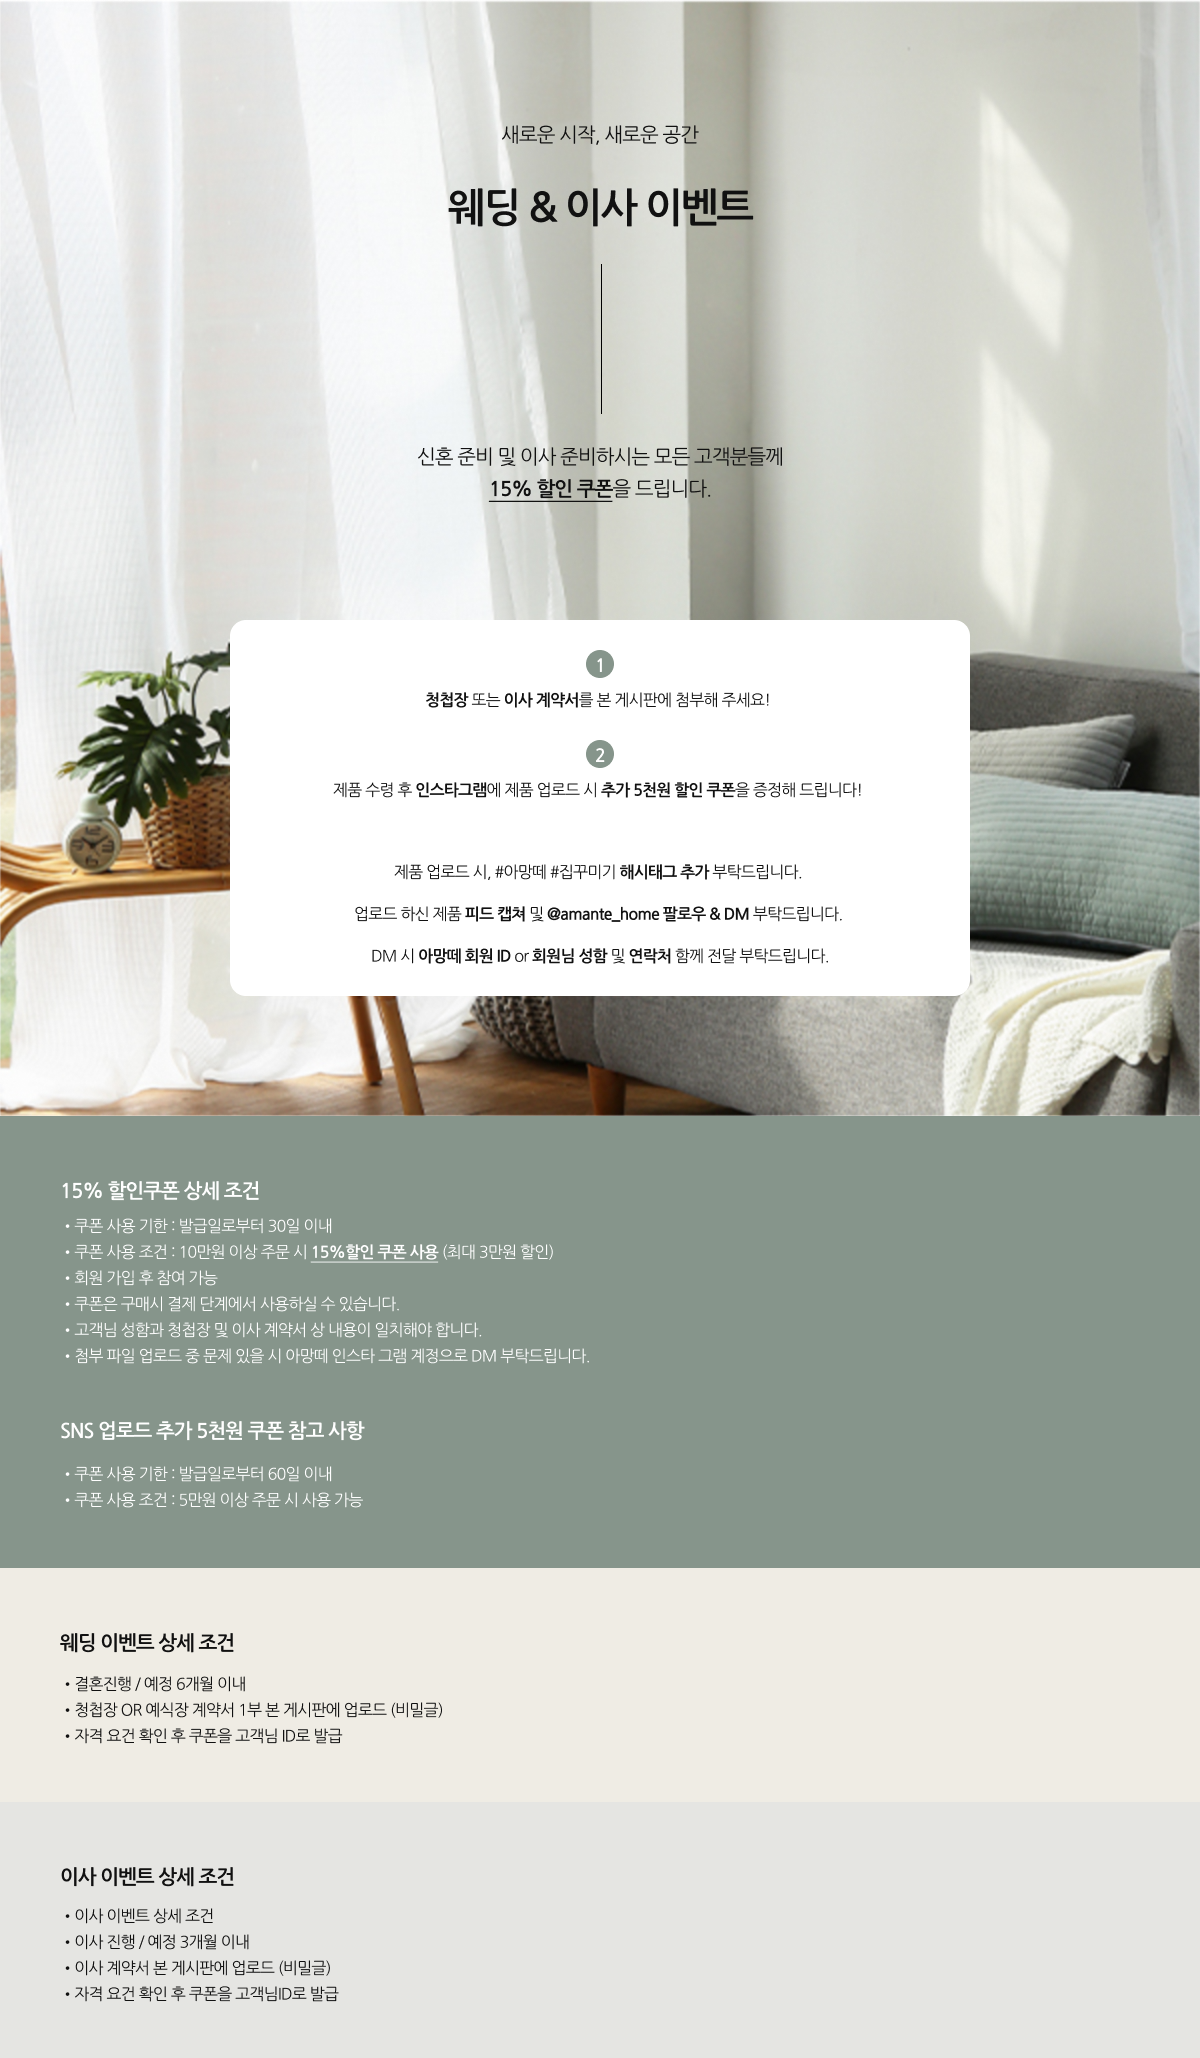 새로운 시작, 새로운 공간
웨딩 & 이사 이벤트
신혼 준비 및 이사 준비하시는 모든 고객분들께
15% 할인 쿠폰을 드립니다.
1
청첩장 또는 이사 계약서를 본 게시판에 첨부해 주세요!
2
제품 수령 후 인스타그램에 제품 업로드 시 추가 5천원 할인 쿠폰을 증정해 드립니다!
제품 업로드 시, #아망떼 #집꾸미기 해시태그 추가 부탁드립니다.
업로드 하신 제품 피드 캡쳐 및 @amante_home 팔로우 & DM 부탁드립니다.
DM 시 아망떼 회원 ID or 회원님 성함 및 연락처 함께 전달 부탁드립니다.
15% 할인쿠폰 상세 조건
• 쿠폰 사용 기한 : 발급일로부터 30일 이내
• 쿠폰 사용 조건 : 10만원 이상 주문 시 15%할인 쿠폰 사용 (최대 3만원 할인)
• 회원 가입 후 참여 가능
• 쿠폰은 구매시 결제 단계에서 사용하실 수 있습니다.
• 고객님 성함과 청첩장 및 이사 계약서 상 내용이 일치해야 합니다.
• 첨부 파일 업로드 중 문제 있을 시 아망떼 인스타 그램 계정으로 DM 부탁드립니다.
SNS 업로드 추가 5천원 쿠폰 참고 사항
• 쿠폰 사용 기한 : 발급일로부터 60일 이내
• 쿠폰 사용 조건 : 5만원 이상 주문 시 사용 가능
웨딩 이벤트 상세 조건
• 결혼진행 / 예정 6개월 이내
• 청첩장 OR 예식장 계약서 1부 본 게시판에 업로드 (비밀글)
• 자격 요건 확인 후 쿠폰을 고객님 ID로 발급
이사 이벤트 상세 조건
• 이사 이벤트 상세 조건
• 이사 진행 / 예정 3개월 이내
• 이사 계약서 본 게시판에 업로드 (비밀글)
• 자격 요건 확인 후 쿠폰을 고객님ID로 발급